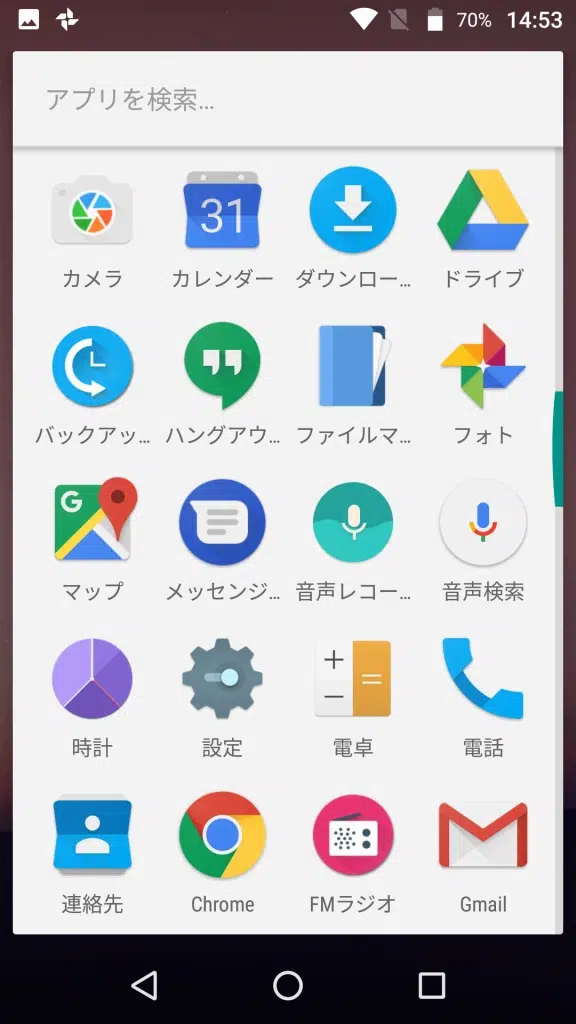 70% 14:53
アプリを検索...
31
カメラ カレンダー ダウンロー... ドライブ
バックアッ... ハングアウ... ファイルマ... フォト
G
マップ メッセンジ... 音声レコー... 音声検索
時計 設定 電卓 電話
連絡先 Chrome FMラジオ Gmail